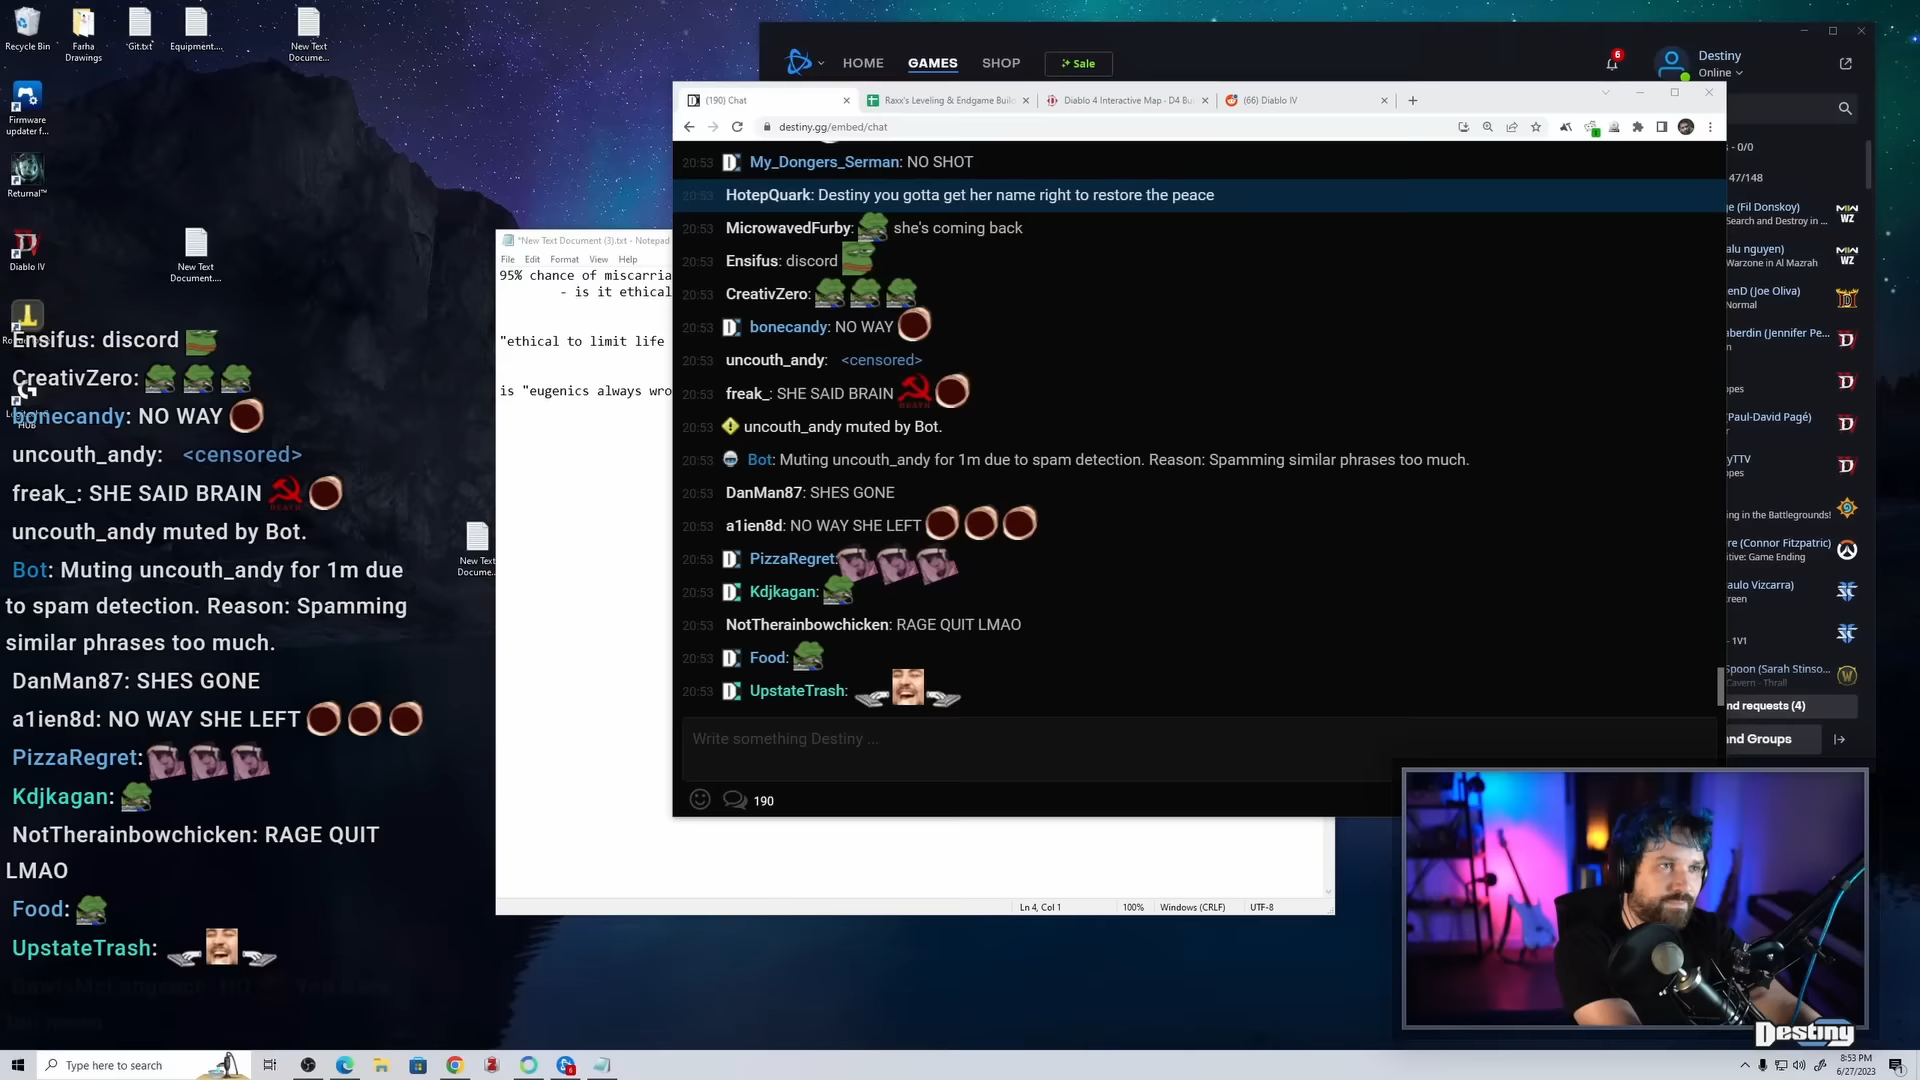 Recycle Bin
Farha
Drawings
'Git.txt
Equipment....
New Text
Docume...
Firmware
updater f...
Returnal™
Diablo IV
New Text
Document....
New Text
Docume...
HUB
Ensifus: discord
CreativZero:
bonecandy: NO WAY
uncouth_andy: <censored>
freak_: SHE SAID BRAIN
uncouth_andy muted by Bot.
Bot: Muting uncouth_andy for 1m due
to spam detection. Reason: Spamming
similar phrases too much.
DanMan87: SHES GONE
a1ien8d: NO WAY SHE LEFT
PizzaRegret:
Kdjkagan:
NotTherainbowchicken: RAGE QUIT
LMAO
Food:
UpstateTrash:
*New Text Document (3).txt - Notepad
File Edit Format View Help
95% chance of miscarria
- is it ethical
"ethical to limit life
is "eugenics always wro
Ln 4, Col 1 100% Windows (CRLF) UTF-8
HOME GAMES SHOP Sale
6
Destiny
Online
(190) Chat
Raxx's Leveling & Endgame Buil
Diablo 4 Interactive Map - D4 Bu
(66) Diablo IV
destiny.gg/embed/chat
20:53 My_Dongers_Serman: NO SHOT
20:53 HotepQuark: Destiny you gotta get her name right to restore the peace
20:53 MicrowavedFurby: she's coming back
20:53 Ensifus: discord
20:53 CreativZero:
20:53 bonecandy: NO WAY
20:53 uncouth_andy: <censored>
20:53 freak_: SHE SAID BRAIN
20:53 uncouth_andy muted by Bot.
20:53 Bot: Muting uncouth_andy for 1m due to spam detection. Reason: Spamming similar phrases too much.
20:53 DanMan87: SHES GONE
20:53 a1ien8d: NO WAY SHE LEFT
20:53 PizzaRegret:
20:53 Kdjkagan:
20:53 NotTherainbowchicken: RAGE QUIT LMAO
20:53 Food:
20:53 UpstateTrash:
Write something Destiny ...
190
s - 0/0
47/148
e (Fil Donskoy)
Search and Destroy in ...
alu nguyen)
Warzone in Al Mazrah
enD (Joe Oliva)
Normal
aberdin (Jennifer Pe...
opes
(Paul-David Pagé)
yTTV
opes
ng in the Battlegrounds!
re (Connor Fitzpatric)
itive: Game Ending
aulo Vizcarra)
reen
- 1V1
Spoon (Sarah Stinso...
Cavern - Thrall
nd requests (4)
nd Groups
Destiny
Type here to search
8:53 PM
6/27/2023